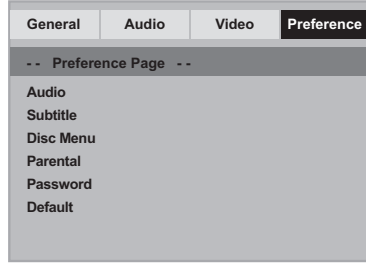 General Audio Video Preference
- - Preference Page - -
Audio
Subtitle
Disc Menu
Parental
Password
Default